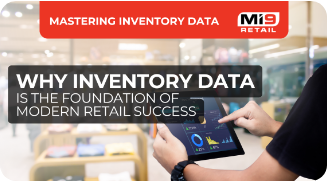 MASTERING INVENTORY DATA
Mi9
RETAIL
WHY INVENTORY DATA
IS THE FOUNDATION OF
MODERN RETAIL SUCCESS